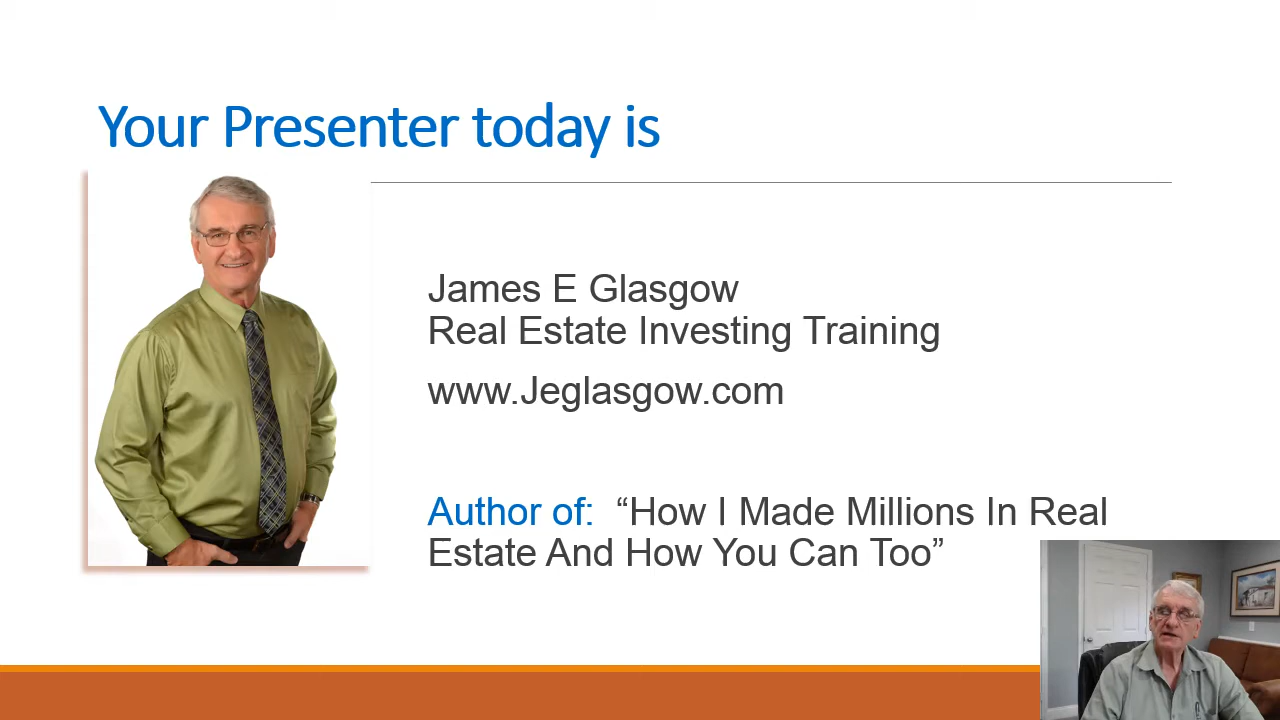 Your Presenter today is
James E Glasgow
Real Estate Investing Training
www.Jeglasgow.com
Author of:  “How I Made Millions In Real
Estate And How You Can Too”